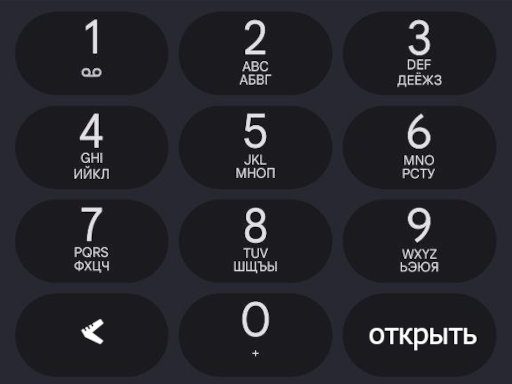 1 2 3
ABC DEF
АБВГ ДЕЁЖЗ
4 5 6
GHI JKL MNO
ИЙКЛ МНОП РСТУ
7 8 9
PQRS TUV WXYZ
ФХЦЧ ШЩЪЫ ЬЭЮЯ
0 открыть
+